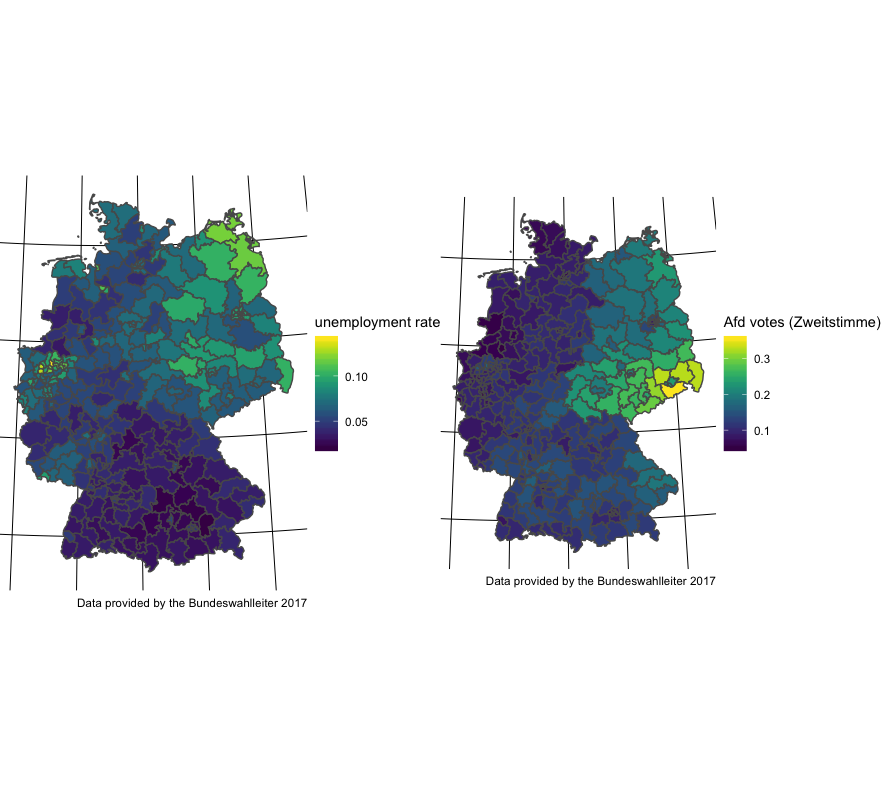 unemployment rate
0.10
0.05
Data provided by the Bundeswahlleiter 2017
Afd votes (Zweitstimme)
0.3
0.2
0.1
Data provided by the Bundeswahlleiter 2017